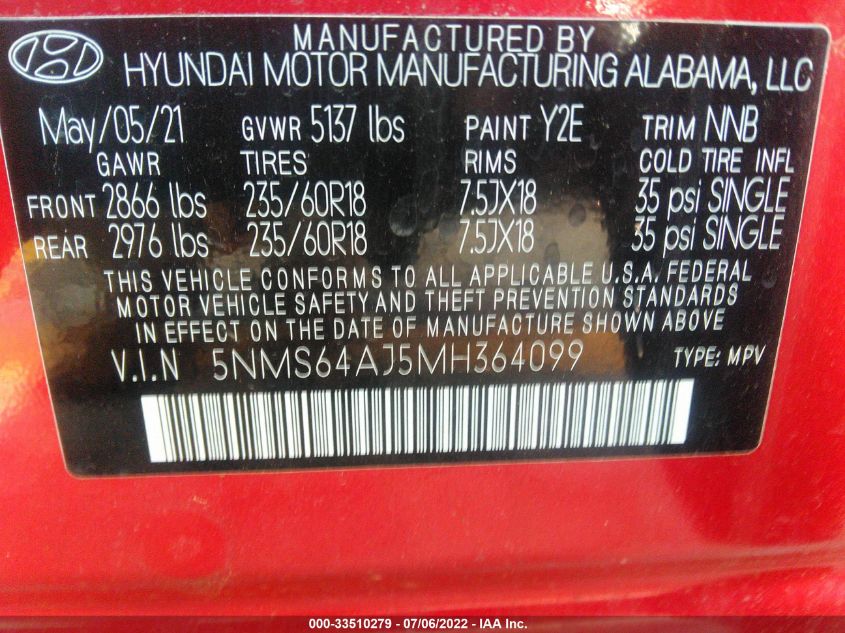 MANUFACTURED BY
HYUNDAI MOTOR MANUFACTURING ALABAMA, LLC
May/05/21 GVWR 5137 lbs PAINT Y2E TRIM NNB
GAWR TIRES RIMS COLD TIRE INFL
FRONT 2866 lbs 235/60R18 7.5JX18 35 psi SINGLE
REAR 2976 lbs 235/60R18 7.5JX18 35 psi SINGLE
THIS VEHICLE CONFORMS TO ALL APPLICABLE U.S.A. FEDERAL
MOTOR VEHICLE SAFETY AND THEFT PREVENTION STANDARDS
IN EFFECT ON THE DATE OF MANUFACTURE SHOWN ABOVE
V.I.N 5NMS64AJ5MH364099 TYPE: MPV
000-33510279 - 07/06/2022 - IAA Inc.